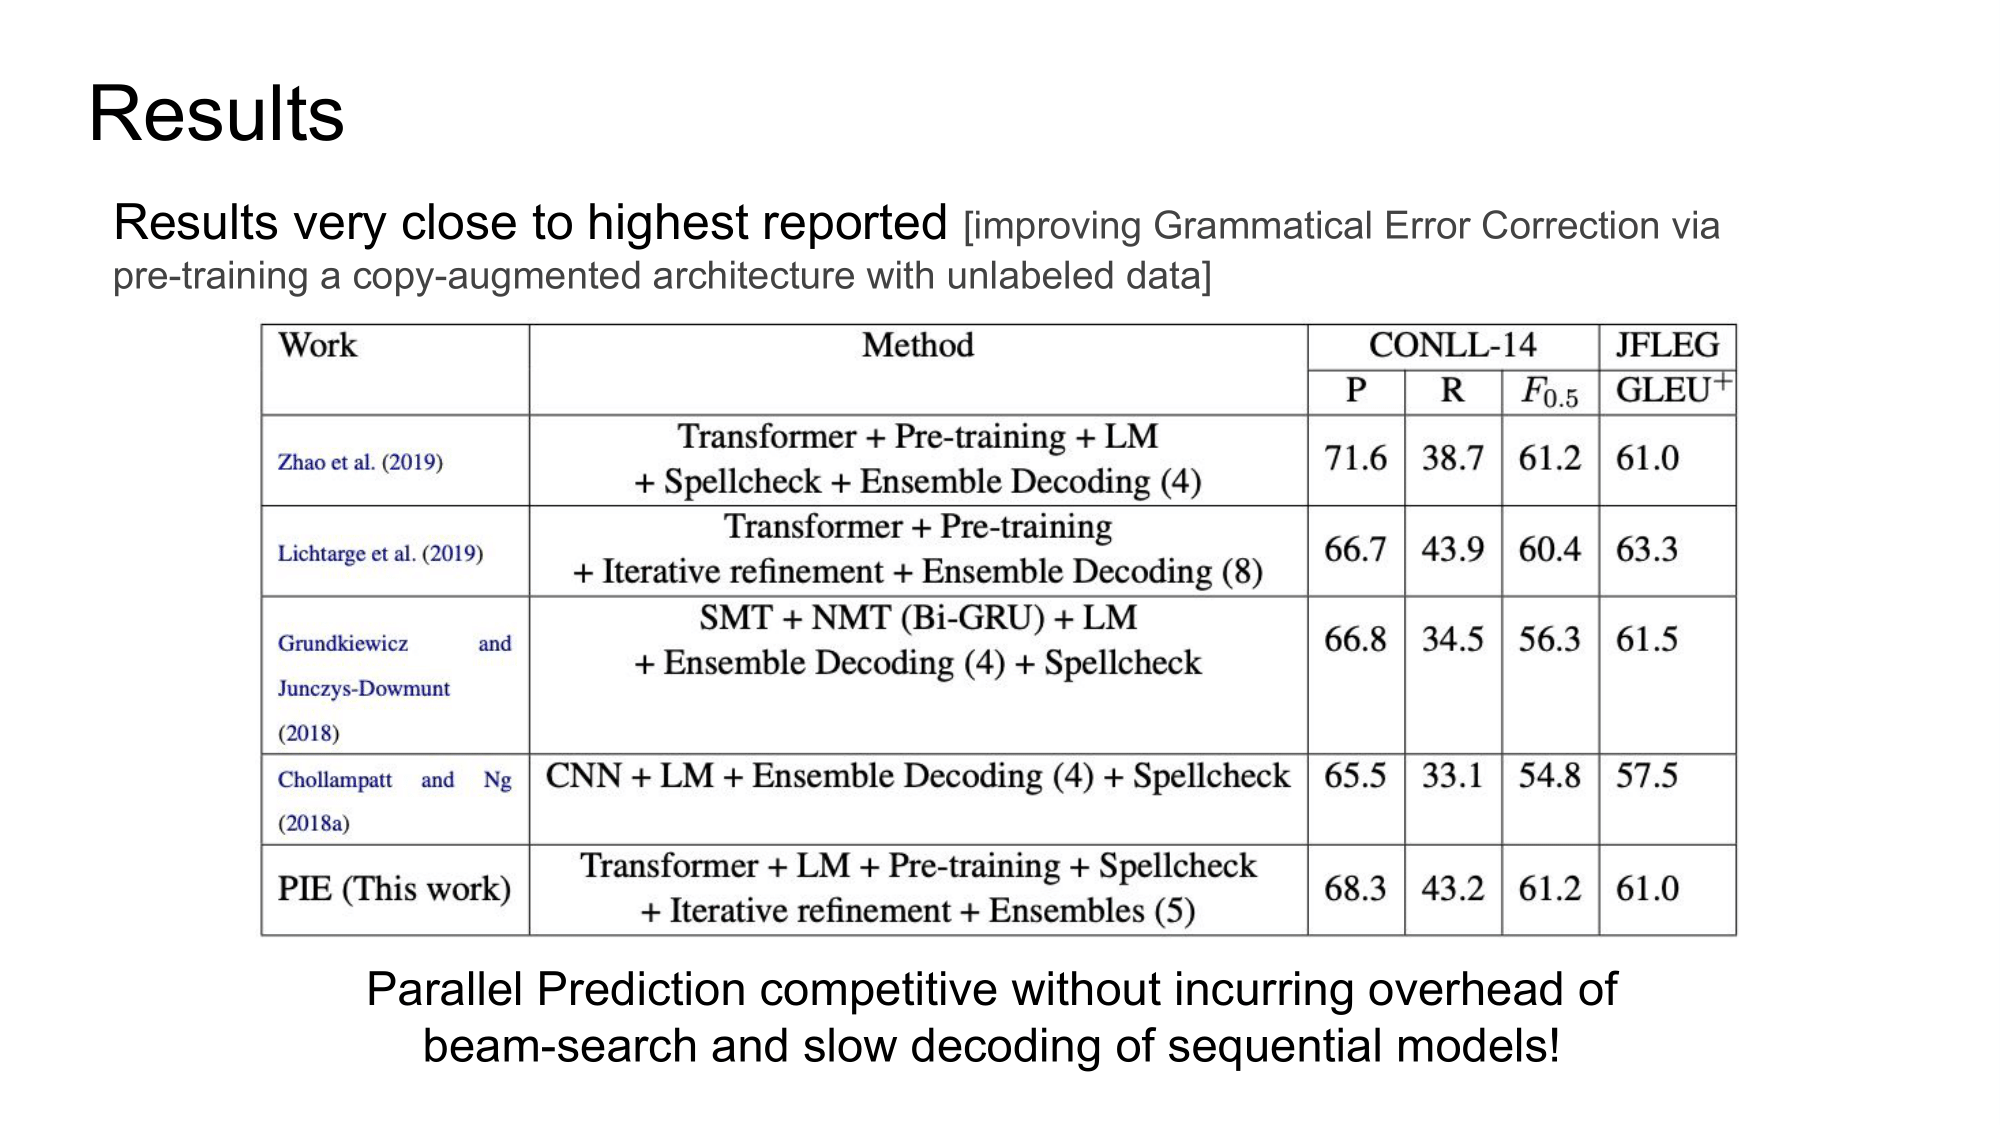 Results
Results very close to highest reported [improving Grammatical Error Correction via
pre-training a copy-augmented architecture with unlabeled data]
Work Method CONLL-14 JFLEG
P R F0.5 GLEU+
Zhao et al. (2019) Transformer + Pre-training + LM
+ Spellcheck + Ensemble Decoding (4) 71.6 38.7 61.2 61.0
Lichtarge et al. (2019) Transformer + Pre-training
+ Iterative refinement + Ensemble Decoding (8) 66.7 43.9 60.4 63.3
Grundkiewicz and
Junczys-Dowmunt
(2018)
SMT + NMT (Bi-GRU) + LM
+ Ensemble Decoding (4) + Spellcheck
66.8 34.5 56.3 61.5
Chollampatt and Ng
(2018a)
CNN + LM + Ensemble Decoding (4) + Spellcheck 65.5 33.1 54.8 57.5
PIE (This work) Transformer + LM + Pre-training + Spellcheck
+ Iterative refinement + Ensembles (5) 68.3 43.2 61.2 61.0
Parallel Prediction competitive without incurring overhead of
beam-search and slow decoding of sequential models!